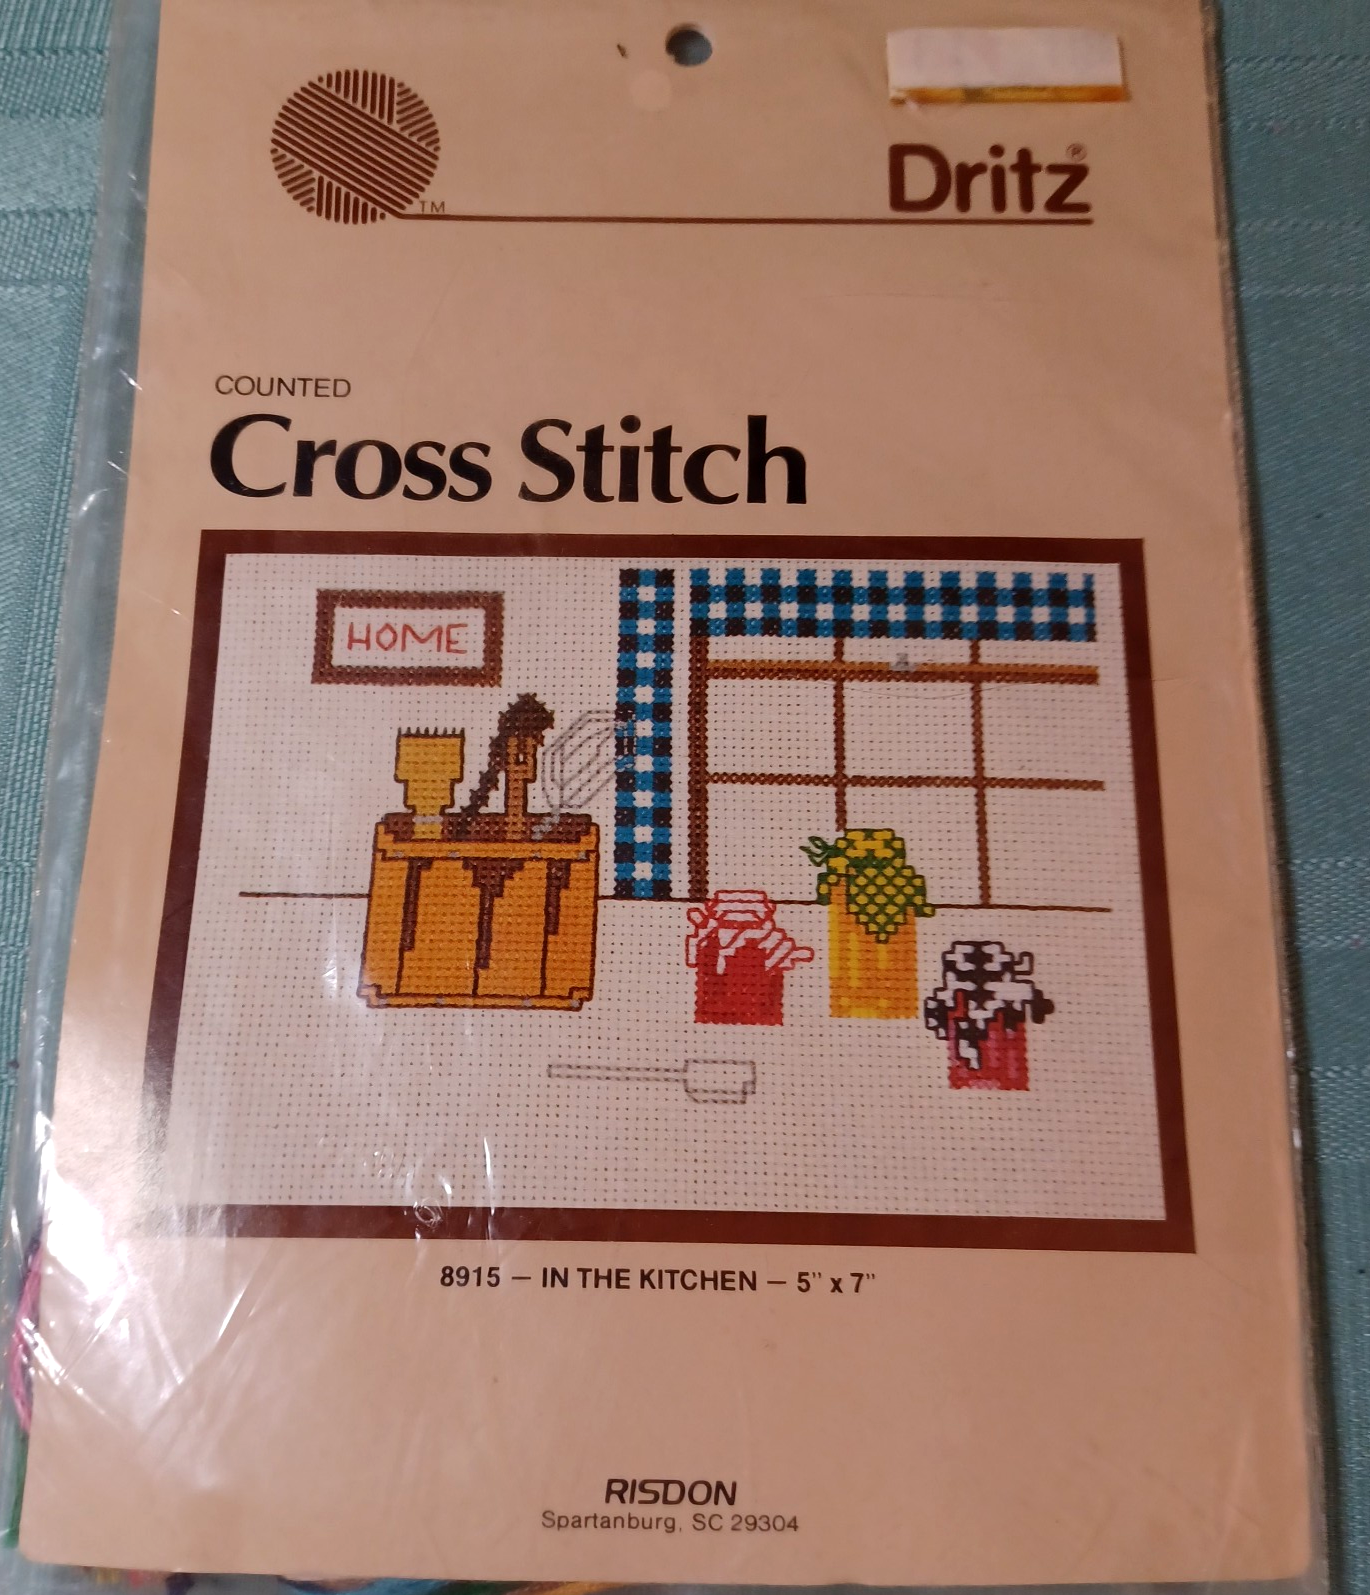 Dritz®
TM
COUNTED
Cross Stitch
HOME
8915 — IN THE KITCHEN — 5" x 7"
RISDON
Spartanburg, SC 29304